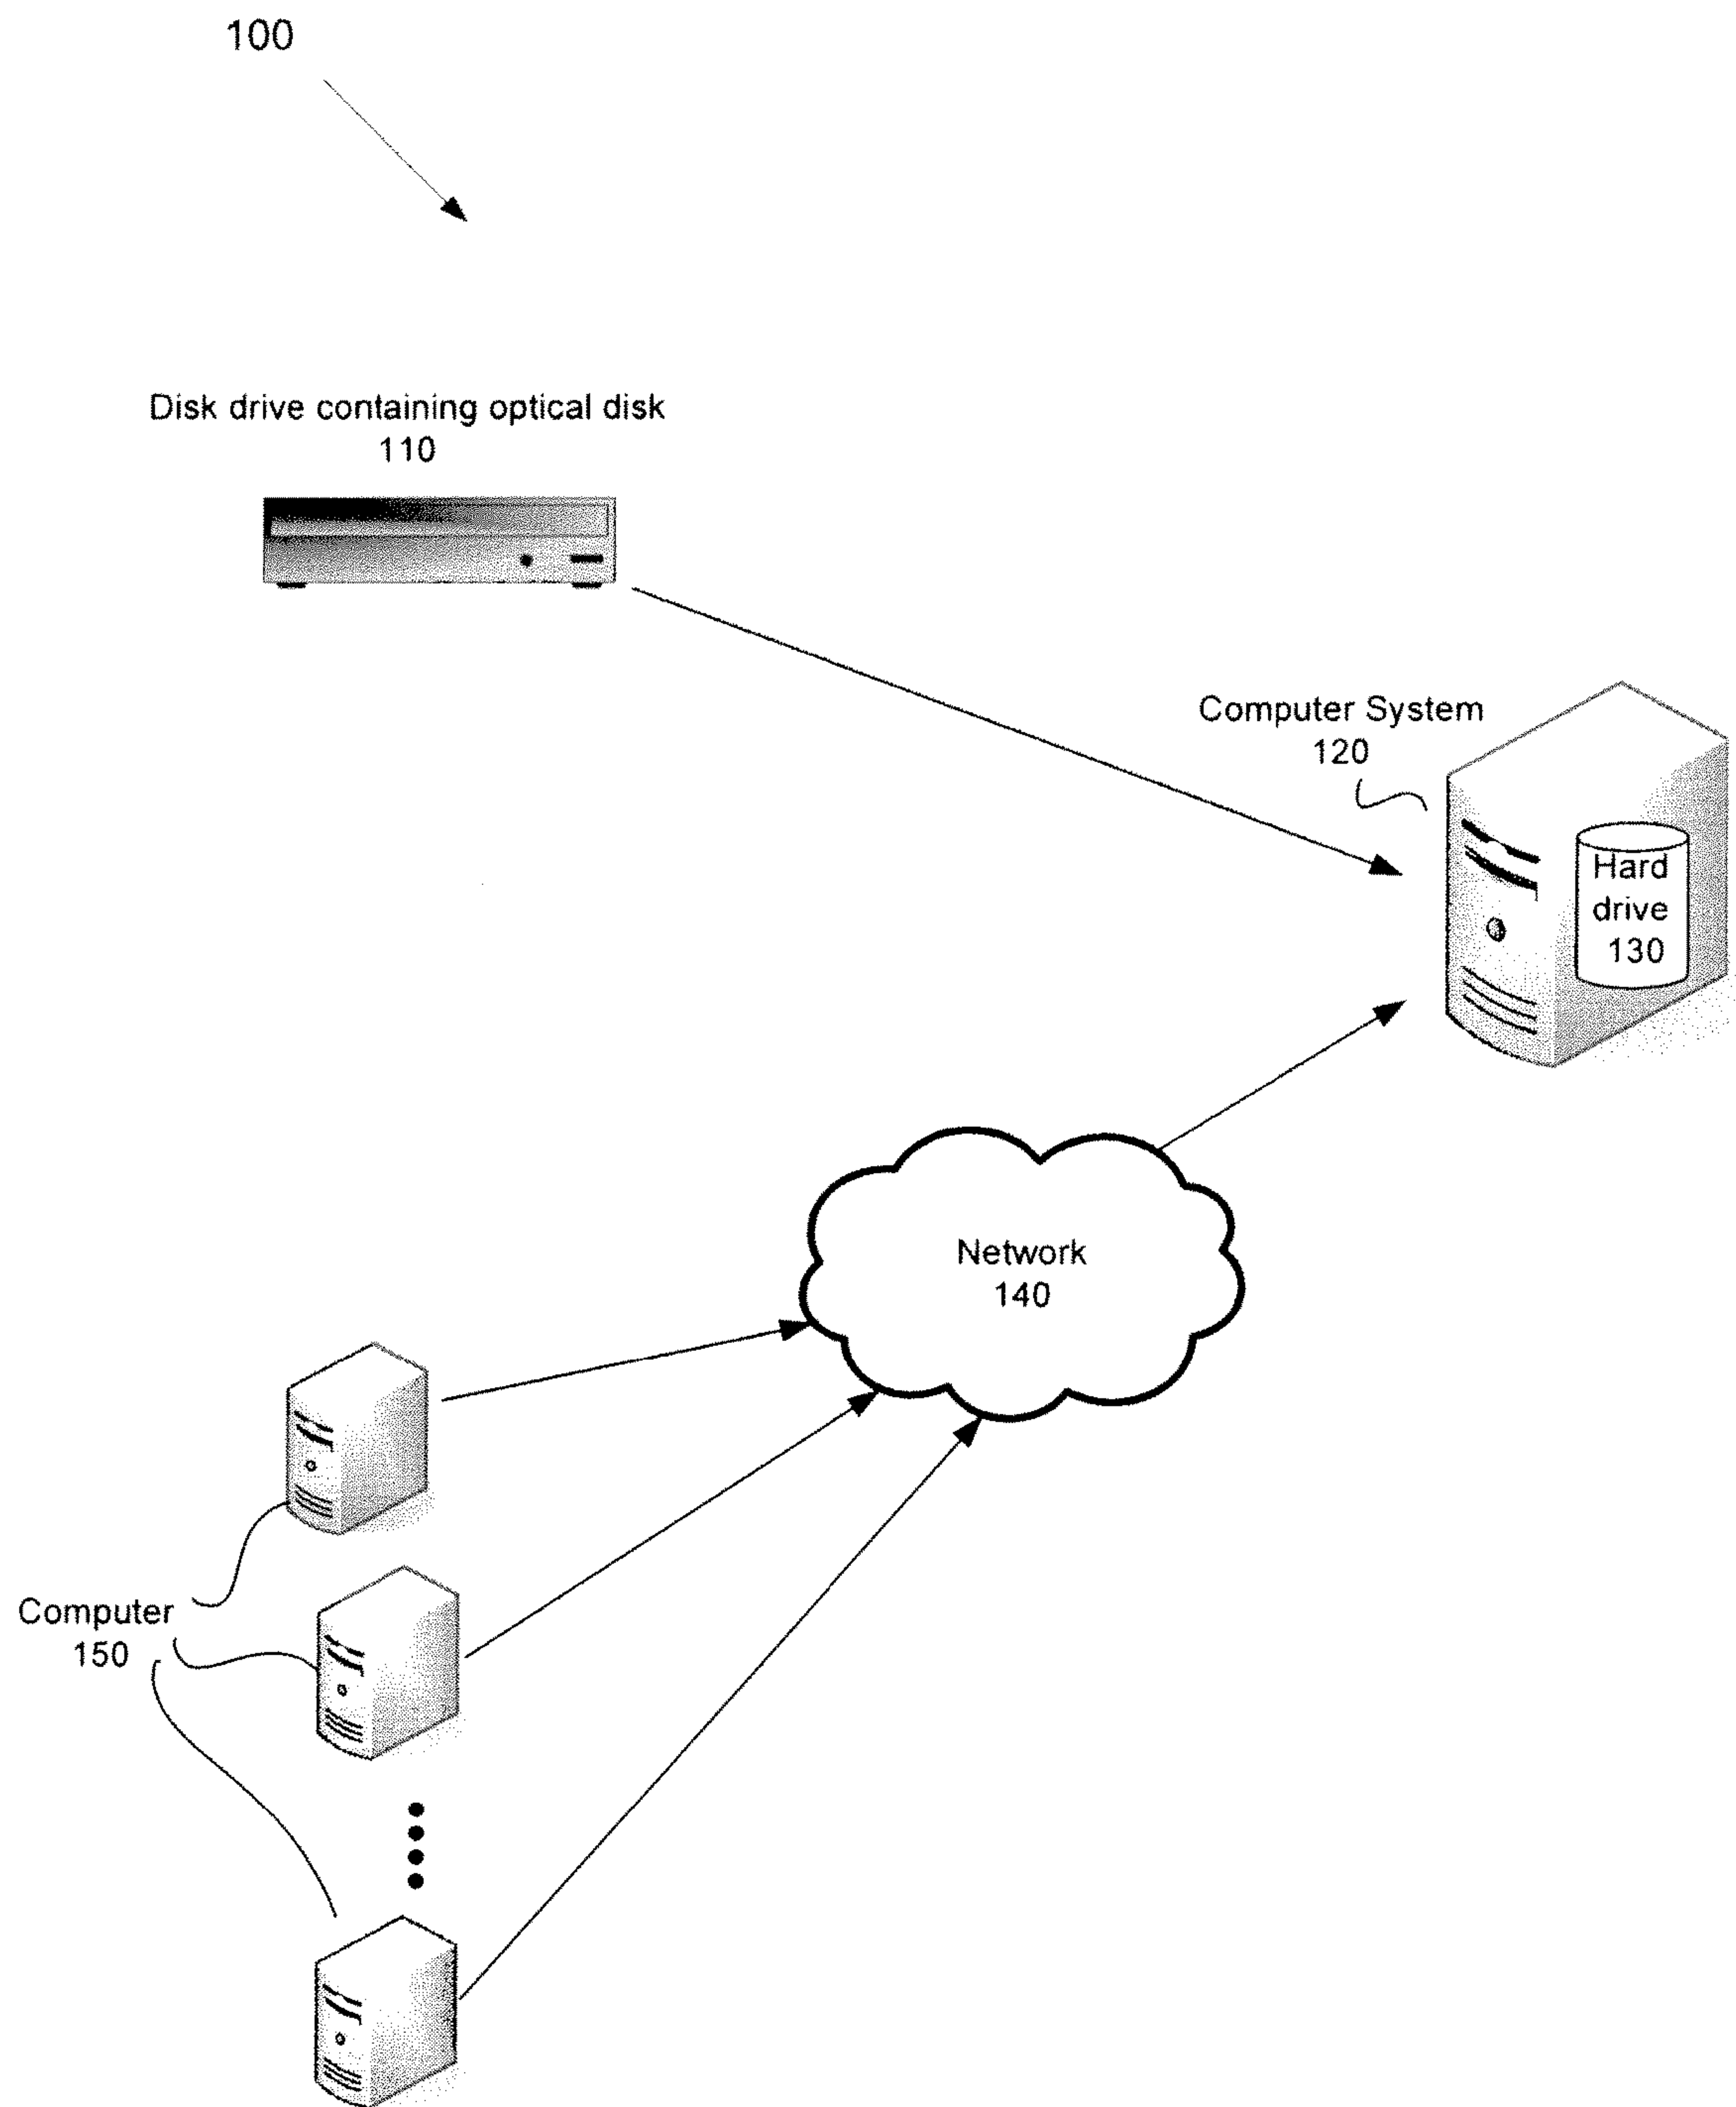 100
Disk drive containing optical disk
110
Computer System
120
Hard
drive
130
Network
140
Computer
150